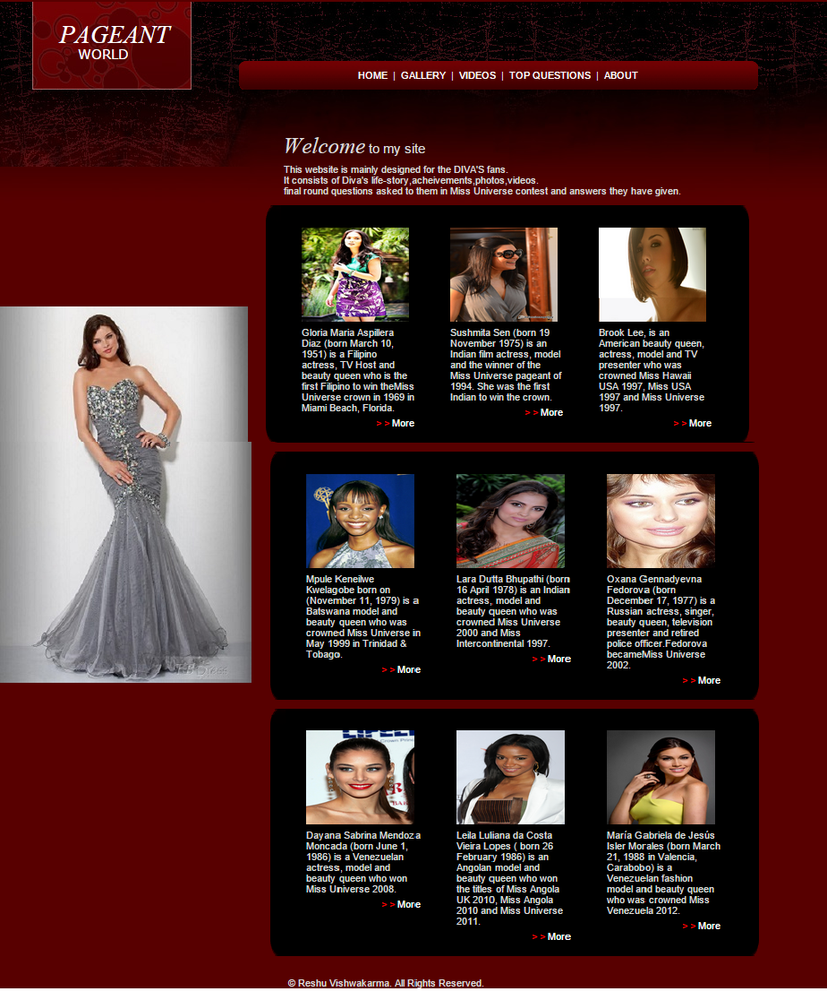 PAGEANT
WORLD
HOME | GALLERY | VIDEOS | TOP QUESTIONS | ABOUT
Welcome to my site
This website is mainly designed for the DIVA'S fans.
It consists of Diva's life-story,acheivements,photos,videos.
final round questions asked to them in Miss Universe contest and answers they have given.
Gloria Maria Aspillera
Diaz (born March 10,
1951) is a Filipino
actress, TV Host and
beauty queen who is the
first Filipino to win theMiss
Universe crown in 1969 in
Miami Beach, Florida.
> > More
Sushmita Sen (born 19
November 1975) is an
Indian film actress, model
and the winner of the
Miss Universe pageant of
1994. She was the first
Indian to win the crown.
> > More
Brook Lee, is an
American beauty queen,
actress, model and TV
presenter who was
crowned Miss Hawaii
USA 1997, Miss USA
1997 and Miss Universe
1997.
> > More
Mpule Keneilwe
Kwelagobe born on
(November 11, 1979) is a
Batswana model and
beauty queen who was
crowned Miss Universe in
May 1999 in Trinidad &
Tobago.
> > More
Lara Dutta Bhupathi (born
16 April 1978) is an Indian
actress, model and
beauty queen who was
crowned Miss Universe
2000 and Miss
Intercontinental 1997.
> > More
Oxana Gennadyevna
Fedorova (born
December 17, 1977) is a
Russian actress, singer,
beauty queen, television
presenter and retired
police officer.Fedorova
becameMiss Universe
2002.
> > More
Dayana Sabrina Mendoza
Moncada (born June 1,
1986) is a Venezuelan
actress, model and
beauty queen who won
Miss Universe 2008.
> > More
Leila Luliana da Costa
Vieira Lopes ( born 26
February 1986) is an
Angolan model and
beauty queen who won
the titles of Miss Angola
UK 2010, Miss Angola
2010 and Miss Universe
2011.
> > More
María Gabriela de Jesús
Isler Morales (born March
21, 1988 in Valencia,
Carabobo) is a
Venezuelan fashion
model and beauty queen
who was crowned Miss
Venezuela 2012.
> > More
© Reshu Vishwakarma. All Rights Reserved.